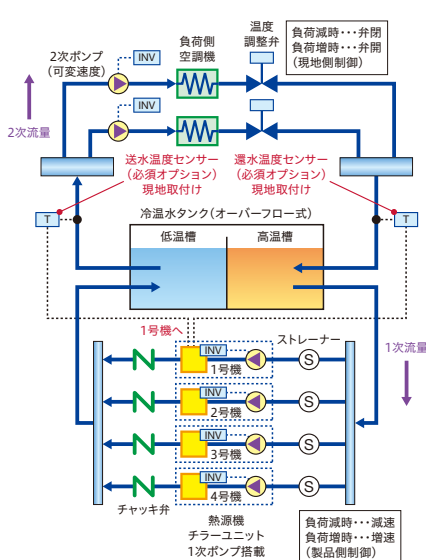 温度
調整弁
負荷側
空調機
2次ポンプ
(可変速度)
INV
INV
負荷減時･･･弁閉
負荷増時･･･弁開
(現地側制御)
2次流量
送水温度センサー
(必須オプション)
現地取付け
還水温度センサー
(必須オプション)
現地取付け
T
T
冷温水タンク(オーバーフロー式)
低温槽
高温槽
1号機へ
ストレーナー
1次流量
INV
1号機
S
INV
2号機
S
INV
3号機
S
INV
4号機
S
チャッキ弁
熱源機
チラーユニット
1次ポンプ搭載
負荷減時･･･減速
負荷増時･･･増速
(製品側制御)